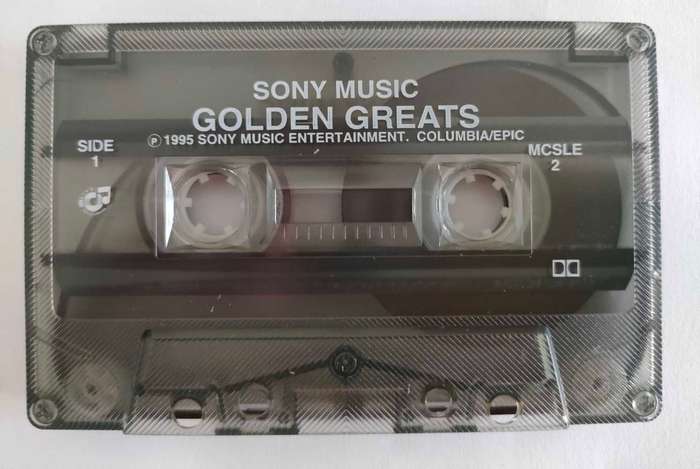 SONY MUSIC
GOLDEN GREATS
℗ 1995 SONY MUSIC ENTERTAINMENT. COLUMBIA/EPIC
SIDE
1
MCSLE
2